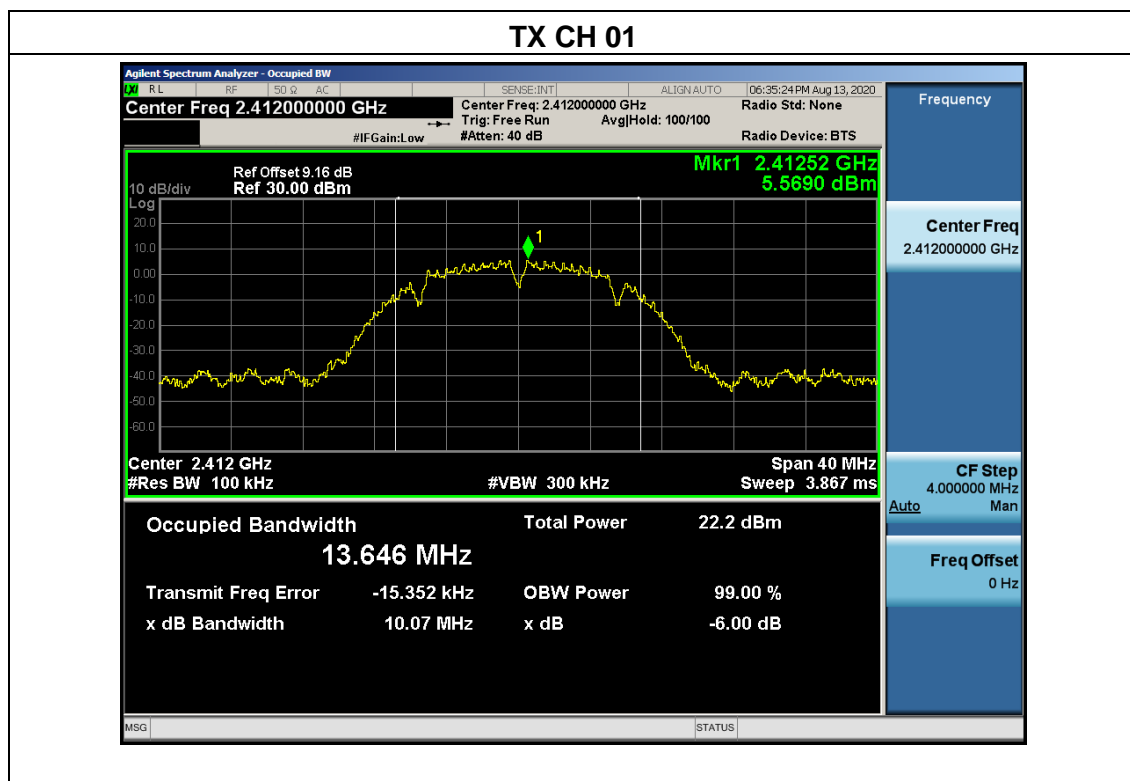 TX CH 01
Agilent Spectrum Analyzer - Occupied BW
LXI RL RF 50 Ω AC SENSE:INT ALIGN AUTO 06:35:24 PM Aug 13, 2020
Center Freq 2.412000000 GHz
Center Freq: 2.412000000 GHz
Radio Std: None
Trig: Free Run Avg|Hold: 100/100
#IFGain:Low
#Atten: 40 dB
Radio Device: BTS
Mkr1 2.41252 GHz
5.5690 dBm
Ref Offset 9.16 dB
10 dB/div Ref 30.00 dBm
Log
20.0
10.0
0.00
-10.0
-20.0
-30.0
-40.0
-50.0
-60.0
1
Center 2.412 GHz Span 40 MHz
#Res BW 100 kHz #VBW 300 kHz Sweep 3.867 ms
Occupied Bandwidth Total Power 22.2 dBm
13.646 MHz
Transmit Freq Error -15.352 kHz OBW Power 99.00 %
x dB Bandwidth 10.07 MHz x dB -6.00 dB
MSG STATUS
Frequency
Center Freq
2.412000000 GHz
CF Step
4.000000 MHz
Auto Man
Freq Offset
0 Hz